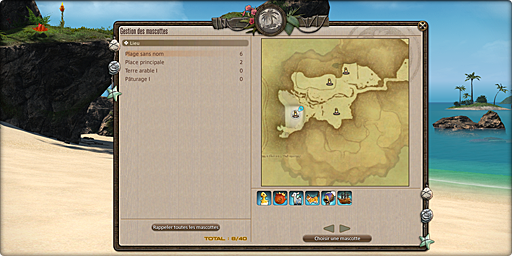 Gestion des mascottes
Lieu
Plage sans nom 6
Place principale 2
Terre arable I 0
Pâturage I 0
Rappeler toutes les mascottes
TOTAL : 8/40
Choisir une mascotte